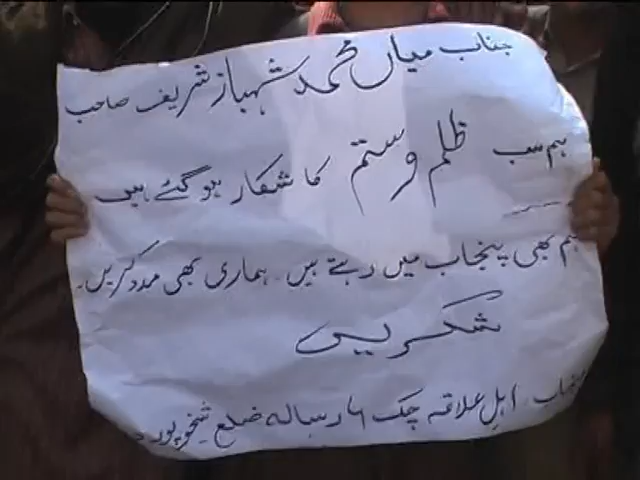 جناب میاں محمد شہباز شریف صاحب
ہم سب ظلم و ستم کا شکار ہو گئے ہیں
ہم بھی پنجاب میں رہتے ہیں۔ ہماری بھی مدد کریں۔
شکریہ
منجاب۔ اہل علاقہ چک رسالہ ضلع شیخوپورہ